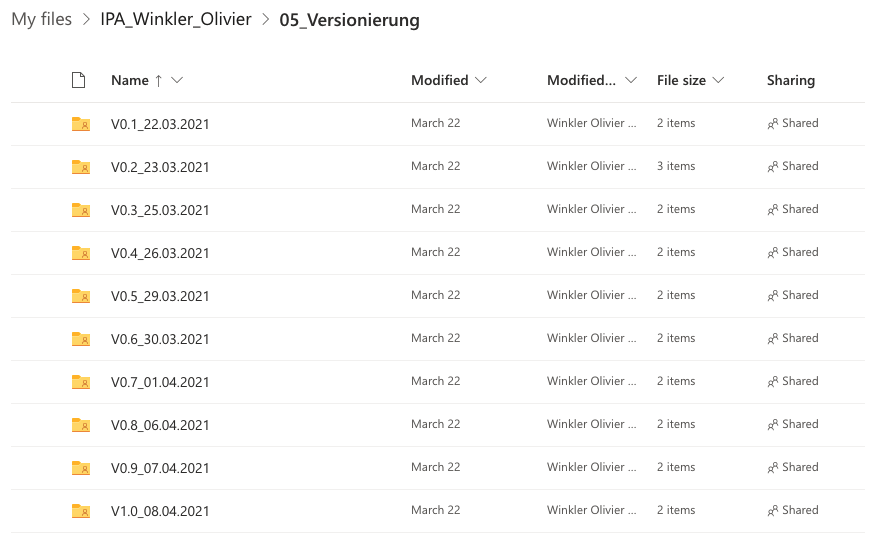 My files > IPA_Winkler_Olivier > 05_Versionierung
Name ↑ Modified Modified... File size Sharing
V0.1_22.03.2021 March 22 Winkler Olivier ... 2 items Shared
V0.2_23.03.2021 March 22 Winkler Olivier ... 3 items Shared
V0.3_25.03.2021 March 22 Winkler Olivier ... 2 items Shared
V0.4_26.03.2021 March 22 Winkler Olivier ... 2 items Shared
V0.5_29.03.2021 March 22 Winkler Olivier ... 2 items Shared
V0.6_30.03.2021 March 22 Winkler Olivier ... 2 items Shared
V0.7_01.04.2021 March 22 Winkler Olivier ... 2 items Shared
V0.8_06.04.2021 March 22 Winkler Olivier ... 2 items Shared
V0.9_07.04.2021 March 22 Winkler Olivier ... 2 items Shared
V1.0_08.04.2021 March 22 Winkler Olivier ... 2 items Shared